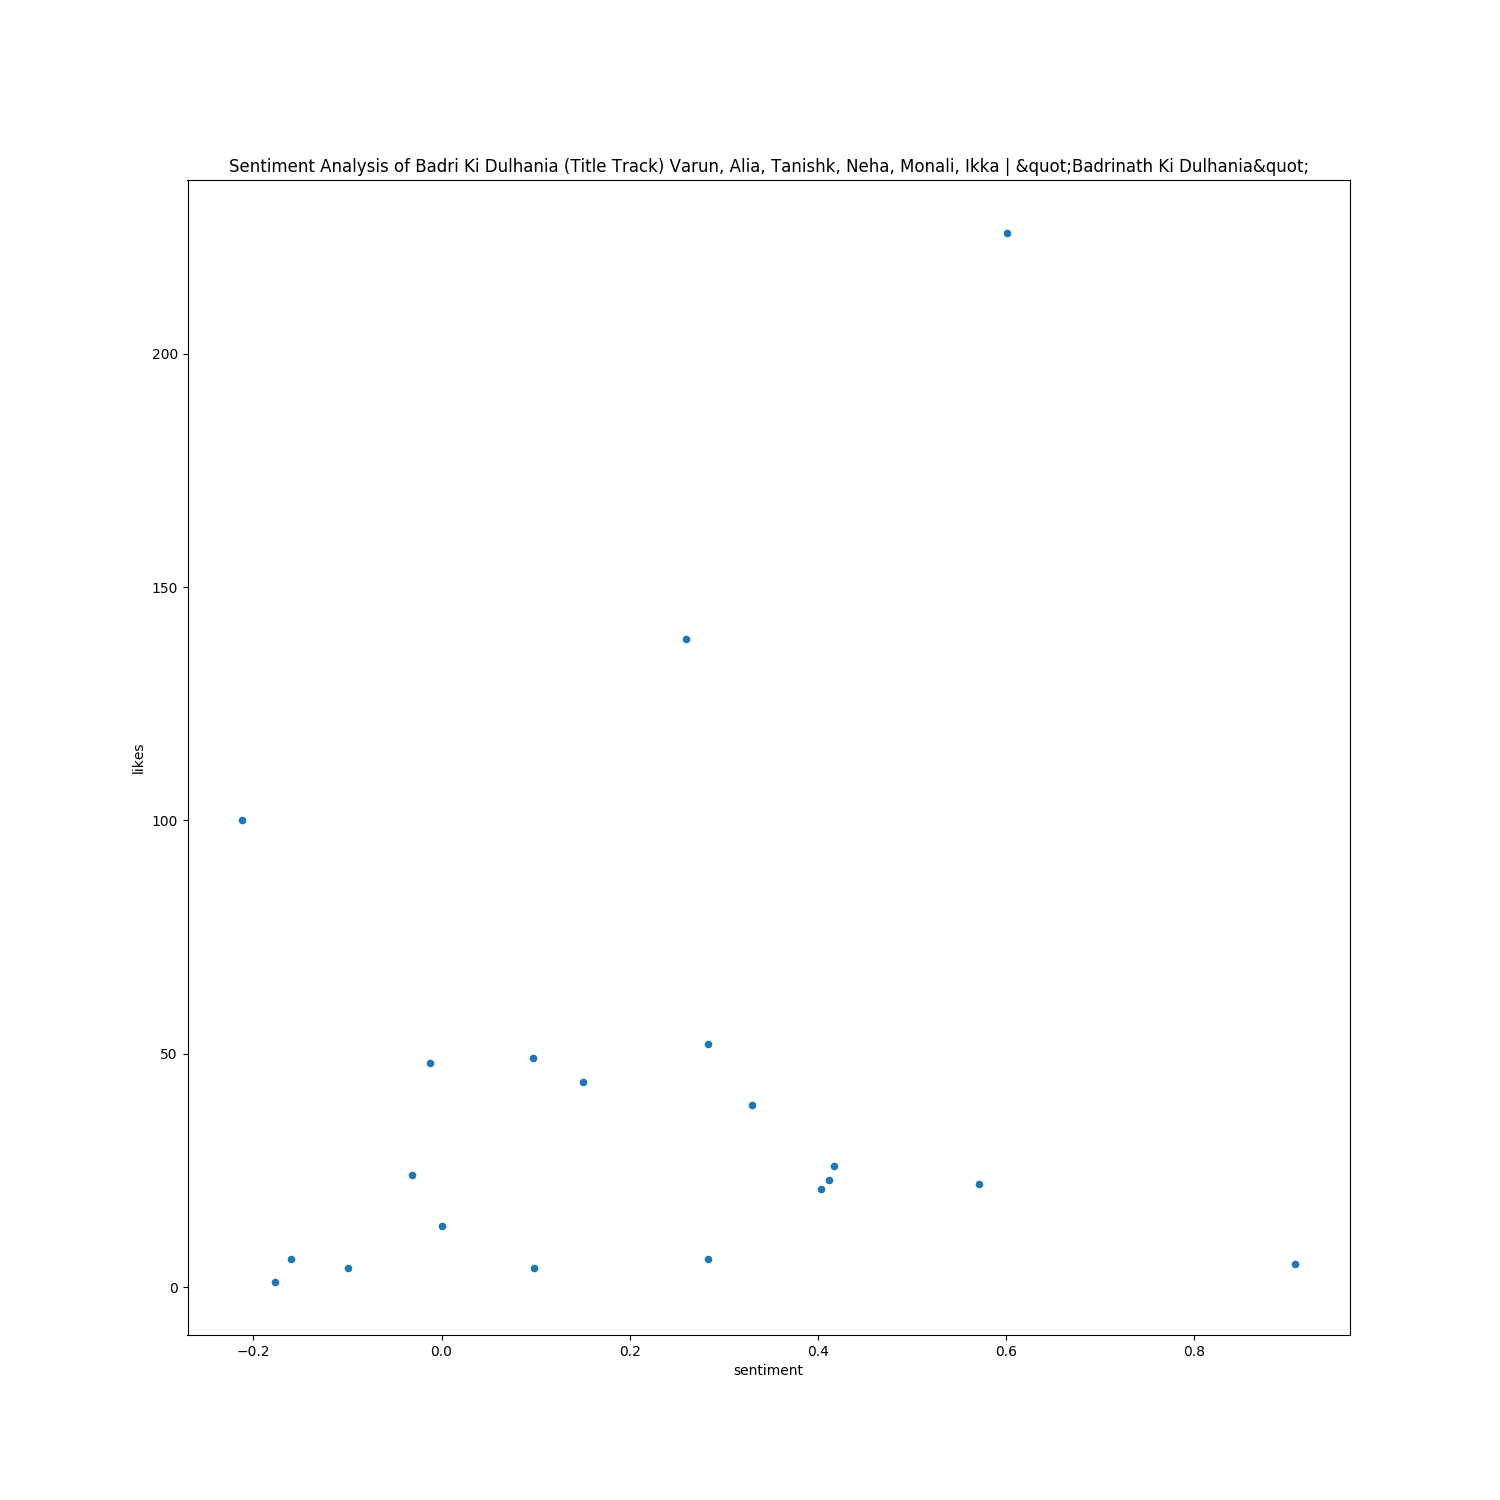 Sentiment Analysis of Badri Ki Dulhania (Title Track) Varun, Alia, Tanishk, Neha, Monali, Ikka | &quot;Badrinath Ki Dulhania&quot;
200
150
likes
100
50
0
−0.2 0.0 0.2 0.4 0.6 0.8
sentiment